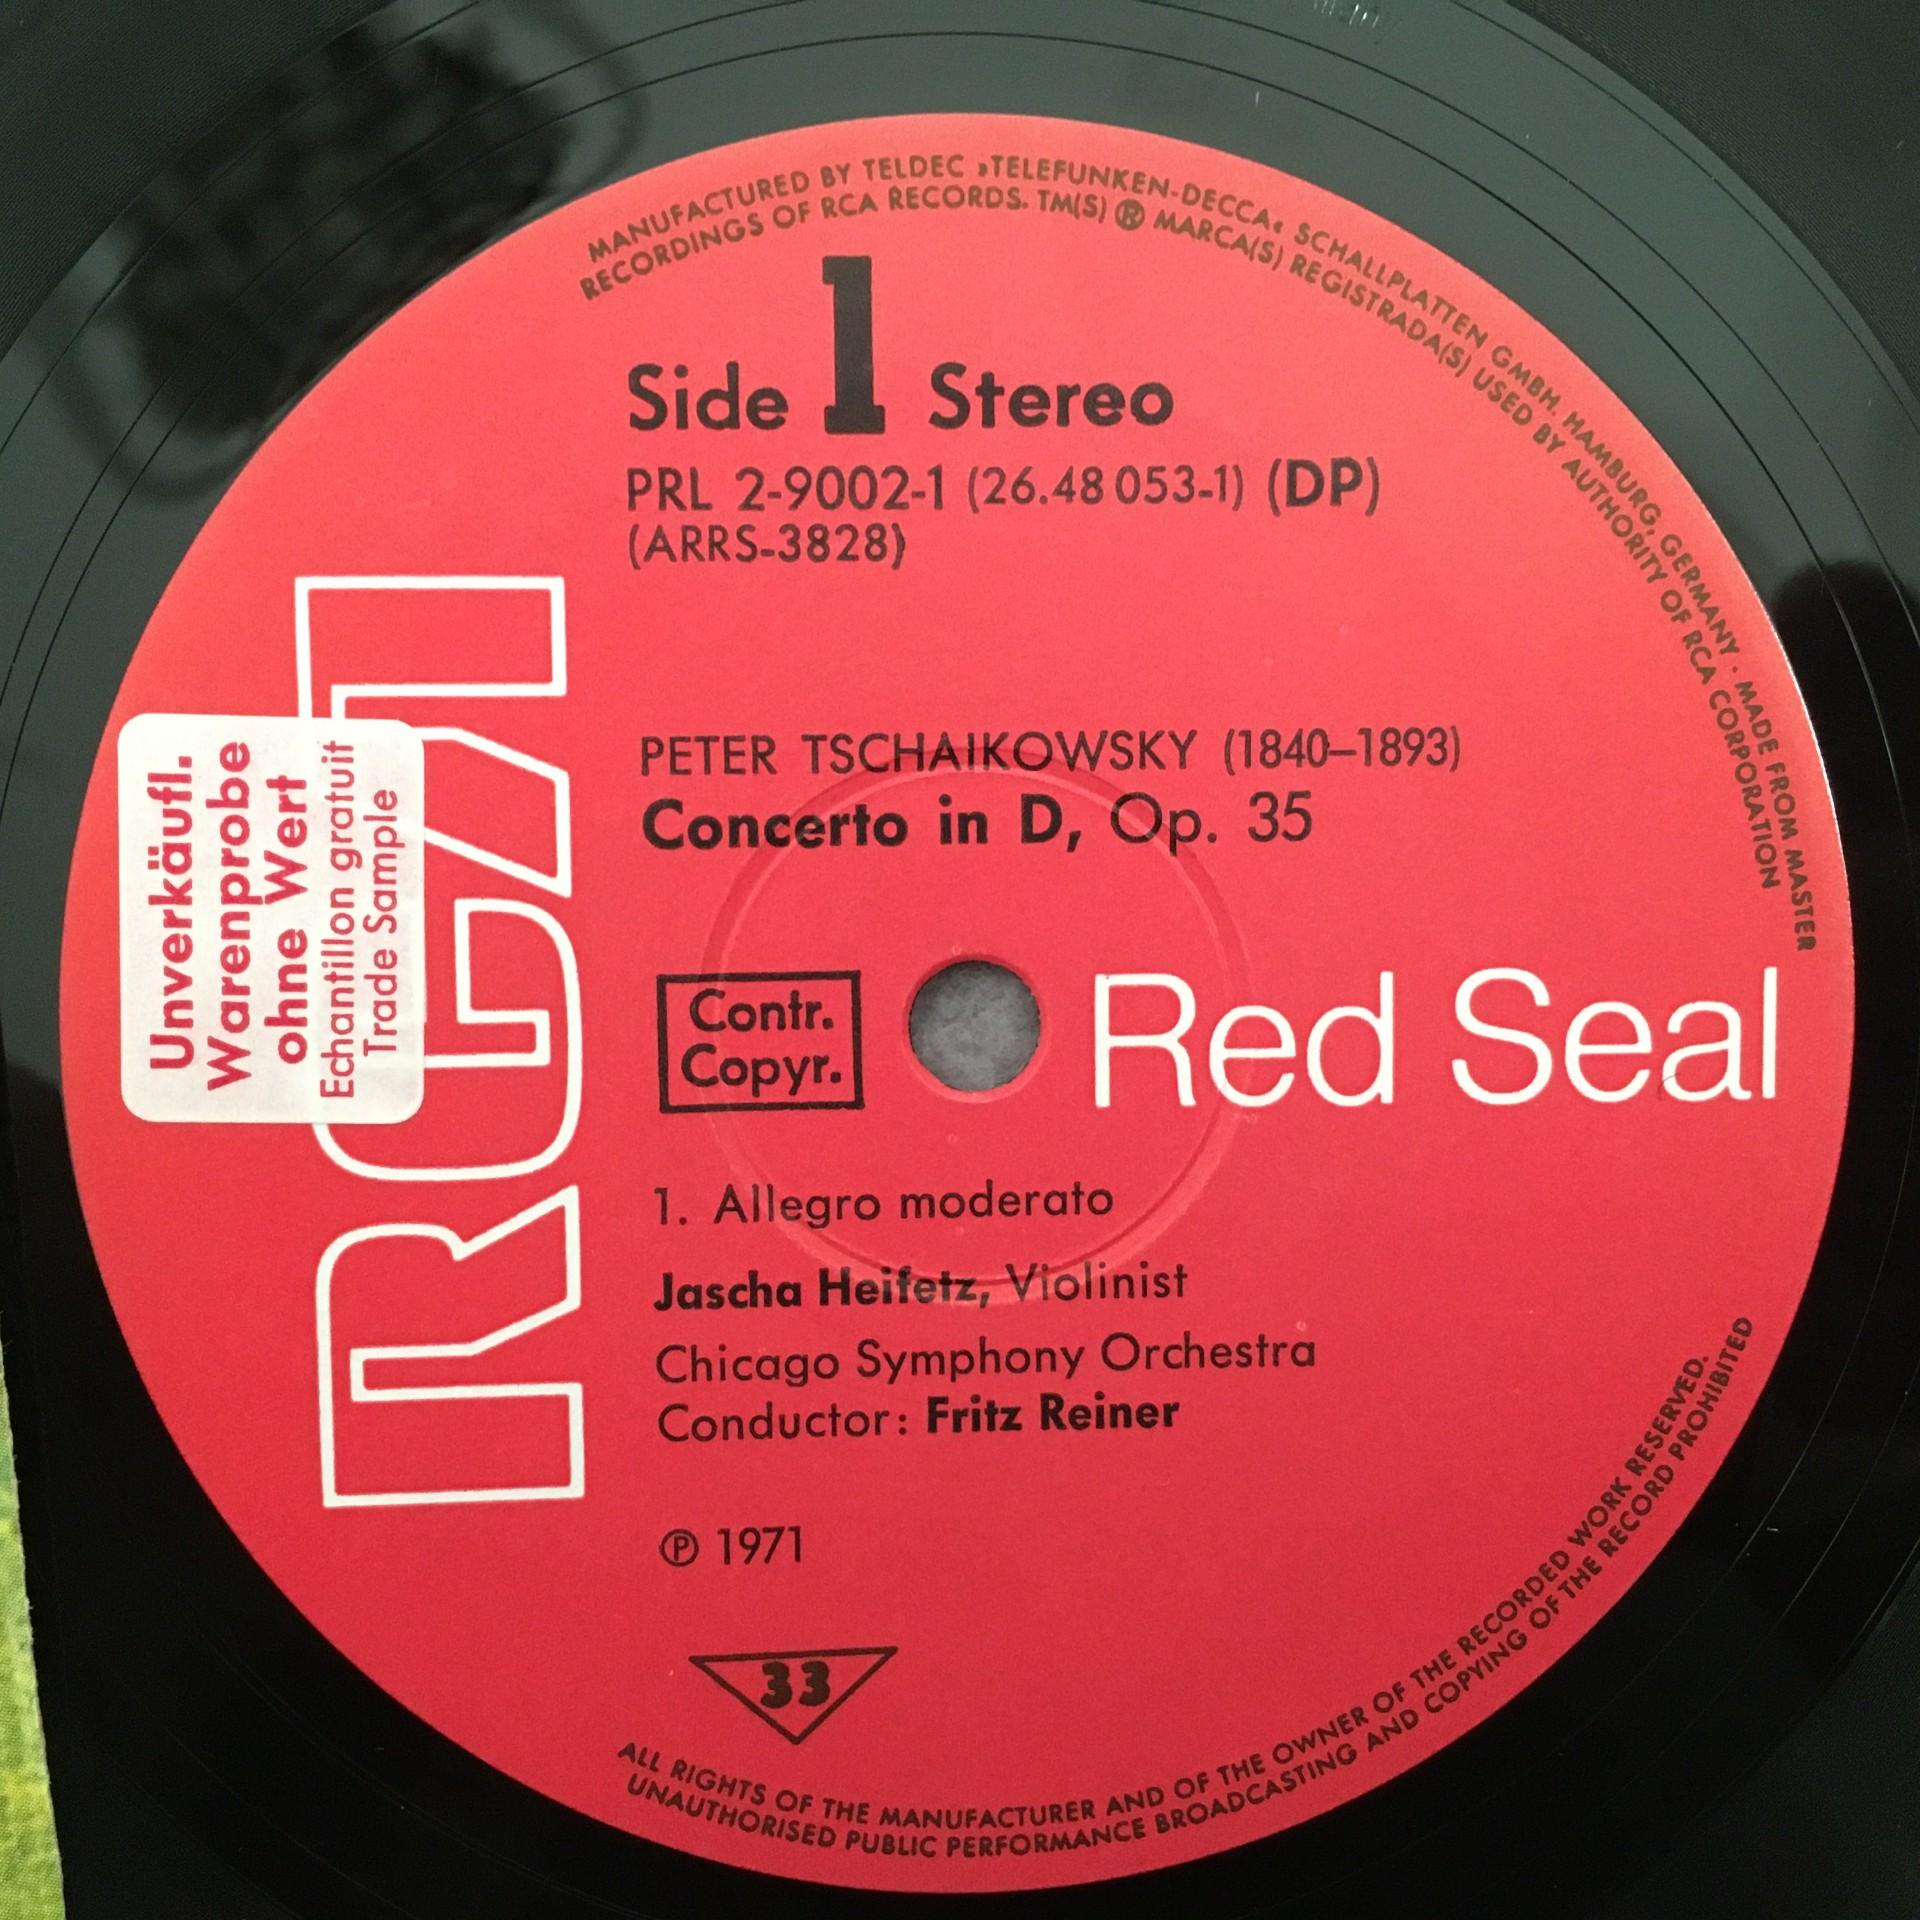 MANUFACTURED BY TELDEC »TELEFUNKEN-DECCA« SCHALLPLATTEN GMBH. HAMBURG, GERMANY · MADE FROM MASTER
RECORDINGS OF RCA RECORDS. TM(S) ® MARCA(S) REGISTRADA(S) USED BY AUTHORITY OF RCA CORPORATION
Side 1 Stereo
PRL 2-9002-1 (26.48 053-1) (DP)
(ARRS-3828)
RCA
Unverkäufl.
Warenprobe
ohne Wert
Echantillon gratuit
Trade Sample
PETER TSCHAIKOWSKY (1840–1893)
Concerto in D, Op. 35
Contr.
Copyr.
Red Seal
1. Allegro moderato
Jascha Heifetz, Violinist
Chicago Symphony Orchestra
Conductor: Fritz Reiner
℗ 1971
33
ALL RIGHTS OF THE MANUFACTURER AND OF THE OWNER OF THE RECORDED WORK RESERVED.
UNAUTHORISED PUBLIC PERFORMANCE BROADCASTING AND COPYING OF THE RECORD PROHIBITED